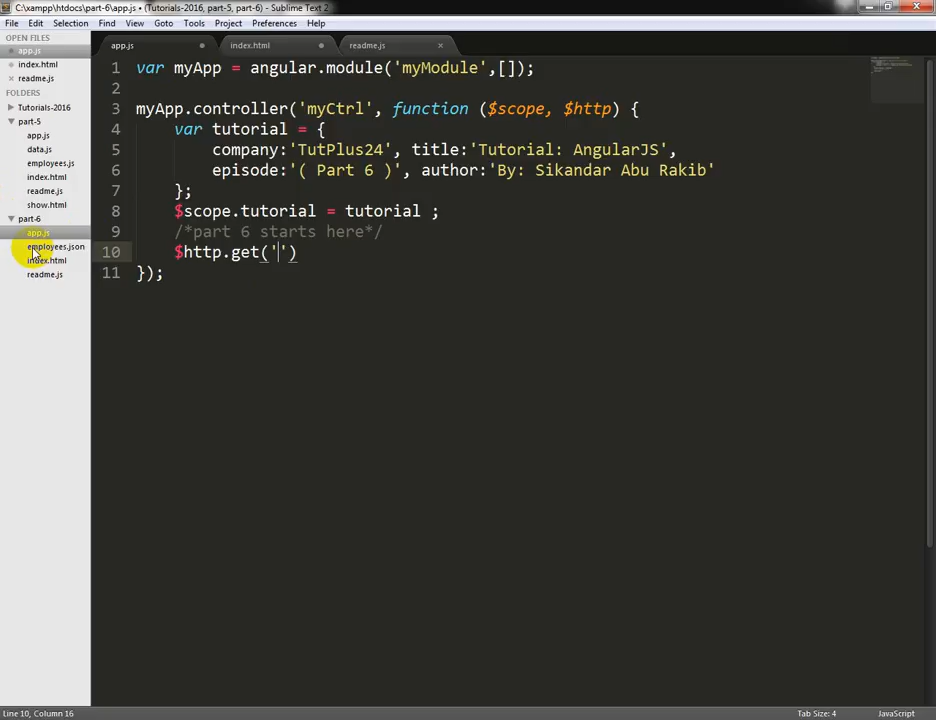 C:\xampp\htdocs\part-6\app.js • (Tutorials-2016, part-5, part-6) - Sublime Text 2
File Edit Selection Find View Goto Tools Project Preferences Help
OPEN FILES
app.js
index.html
readme.js
FOLDERS
Tutorials-2016
part-5
app.js
data.js
employees.js
index.html
readme.js
show.html
part-6
app.js
employees.json
index.html
readme.js
app.js index.html readme.js
1 var myApp = angular.module('myModule',[]);
2
3 myApp.controller('myCtrl', function ($scope, $http) {
4 var tutorial = {
5 company:'TutPlus24', title:'Tutorial: AngularJS',
6 episode:'( Part 6 )', author:'By: Sikandar Abu Rakib'
7 };
8 $scope.tutorial = tutorial ;
9 /*part 6 starts here*/
10 $http.get('')
11 });
Line 10, Column 16 Tab Size: 4 JavaScript